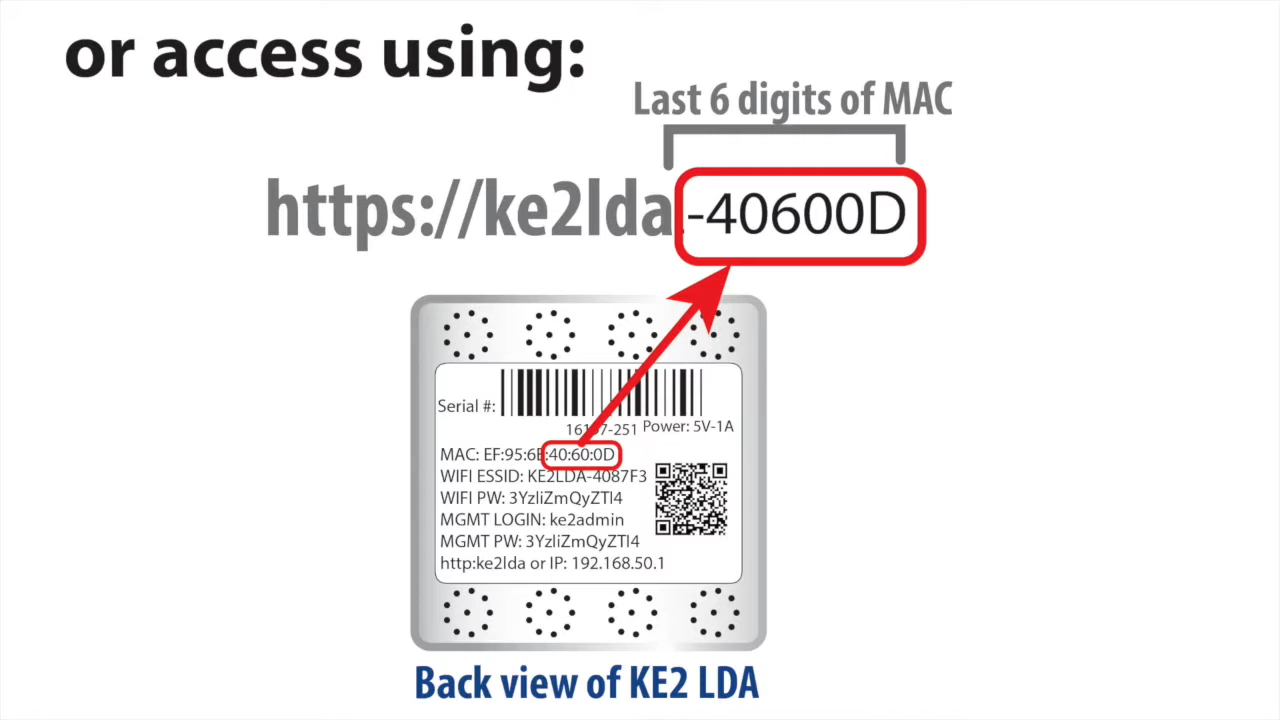 or access using:
Last 6 digits of MAC
https://ke2lda.-40600D
Serial #:
Power: 5V-1A
MAC: EF:95:6E:40:60:0D
WIFI ESSID: KE2LDA-4087F3
WIFI PW: 3YzliZmQyZTl4
MGMT LOGIN: ke2admin
MGMT PW: 3YzliZmQyZTl4
http:ke2lda or IP: 192.168.50.1
Back view of KE2 LDA